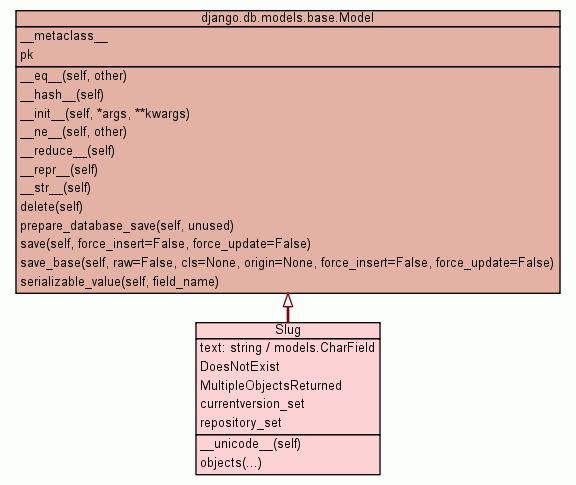 django.db.models.base.Model
__metaclass__
pk
__eq__(self, other)
__hash__(self)
__init__(self, *args, **kwargs)
__ne__(self, other)
__reduce__(self)
__repr__(self)
__str__(self)
delete(self)
prepare_database_save(self, unused)
save(self, force_insert=False, force_update=False)
save_base(self, raw=False, cls=None, origin=None, force_insert=False, force_update=False)
serializable_value(self, field_name)
Slug
text: string / models.CharField
DoesNotExist
MultipleObjectsReturned
currentversion_set
repository_set
__unicode__(self)
objects(...)